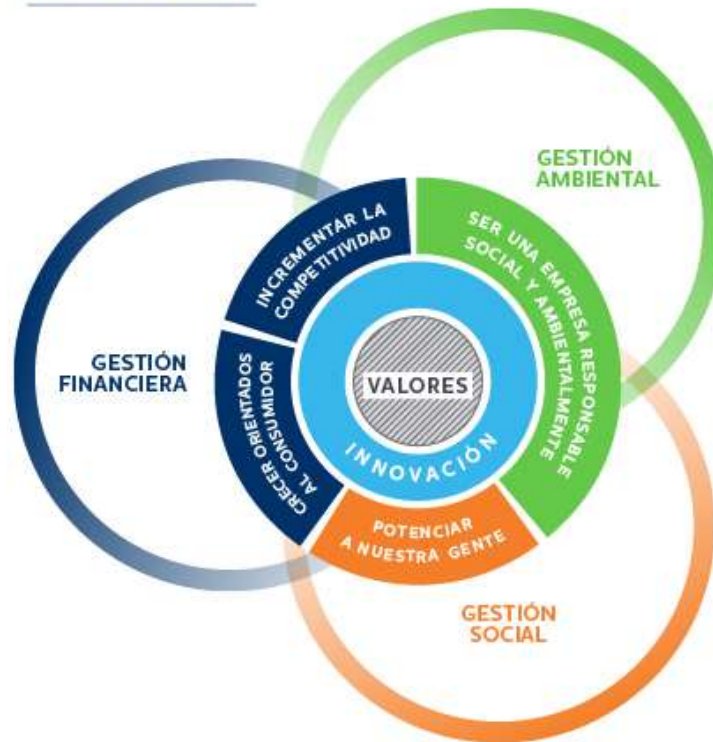 GESTIÓN
AMBIENTAL
INCREMENTAR LA
COMPETITIVIDAD
SER UNA EMPRESA RESPONSABLE
SOCIAL Y AMBIENTALMENTE
GESTIÓN
FINANCIERA
CRECER ORIENTADOS
AL CONSUMIDOR
VALORES
INNOVACIÓN
POTENCIAR
A NUESTRA GENTE
GESTIÓN
SOCIAL